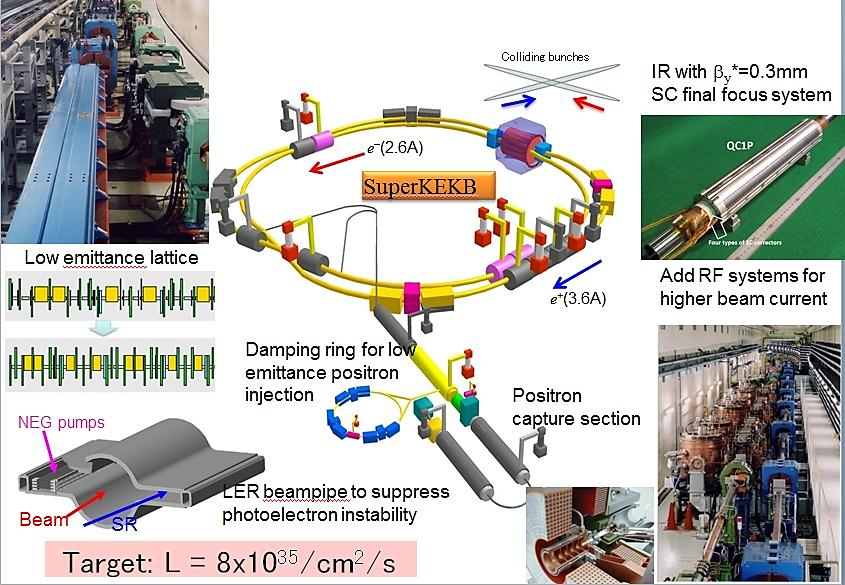 Colliding bunches
IR with βy*=0.3mm
SC final focus system
QC1P
Four types of SC correctors
e⁻(2.6A)
SuperKEKB
Low emittance lattice
e⁺(3.6A)
Add RF systems for
higher beam current
Damping ring for low
emittance positron
injection
Positron
capture section
NEG pumps
Beam
SR
LER beampipe to suppress
photoelectron instability
Target: L = 8x10³⁵/cm²/s